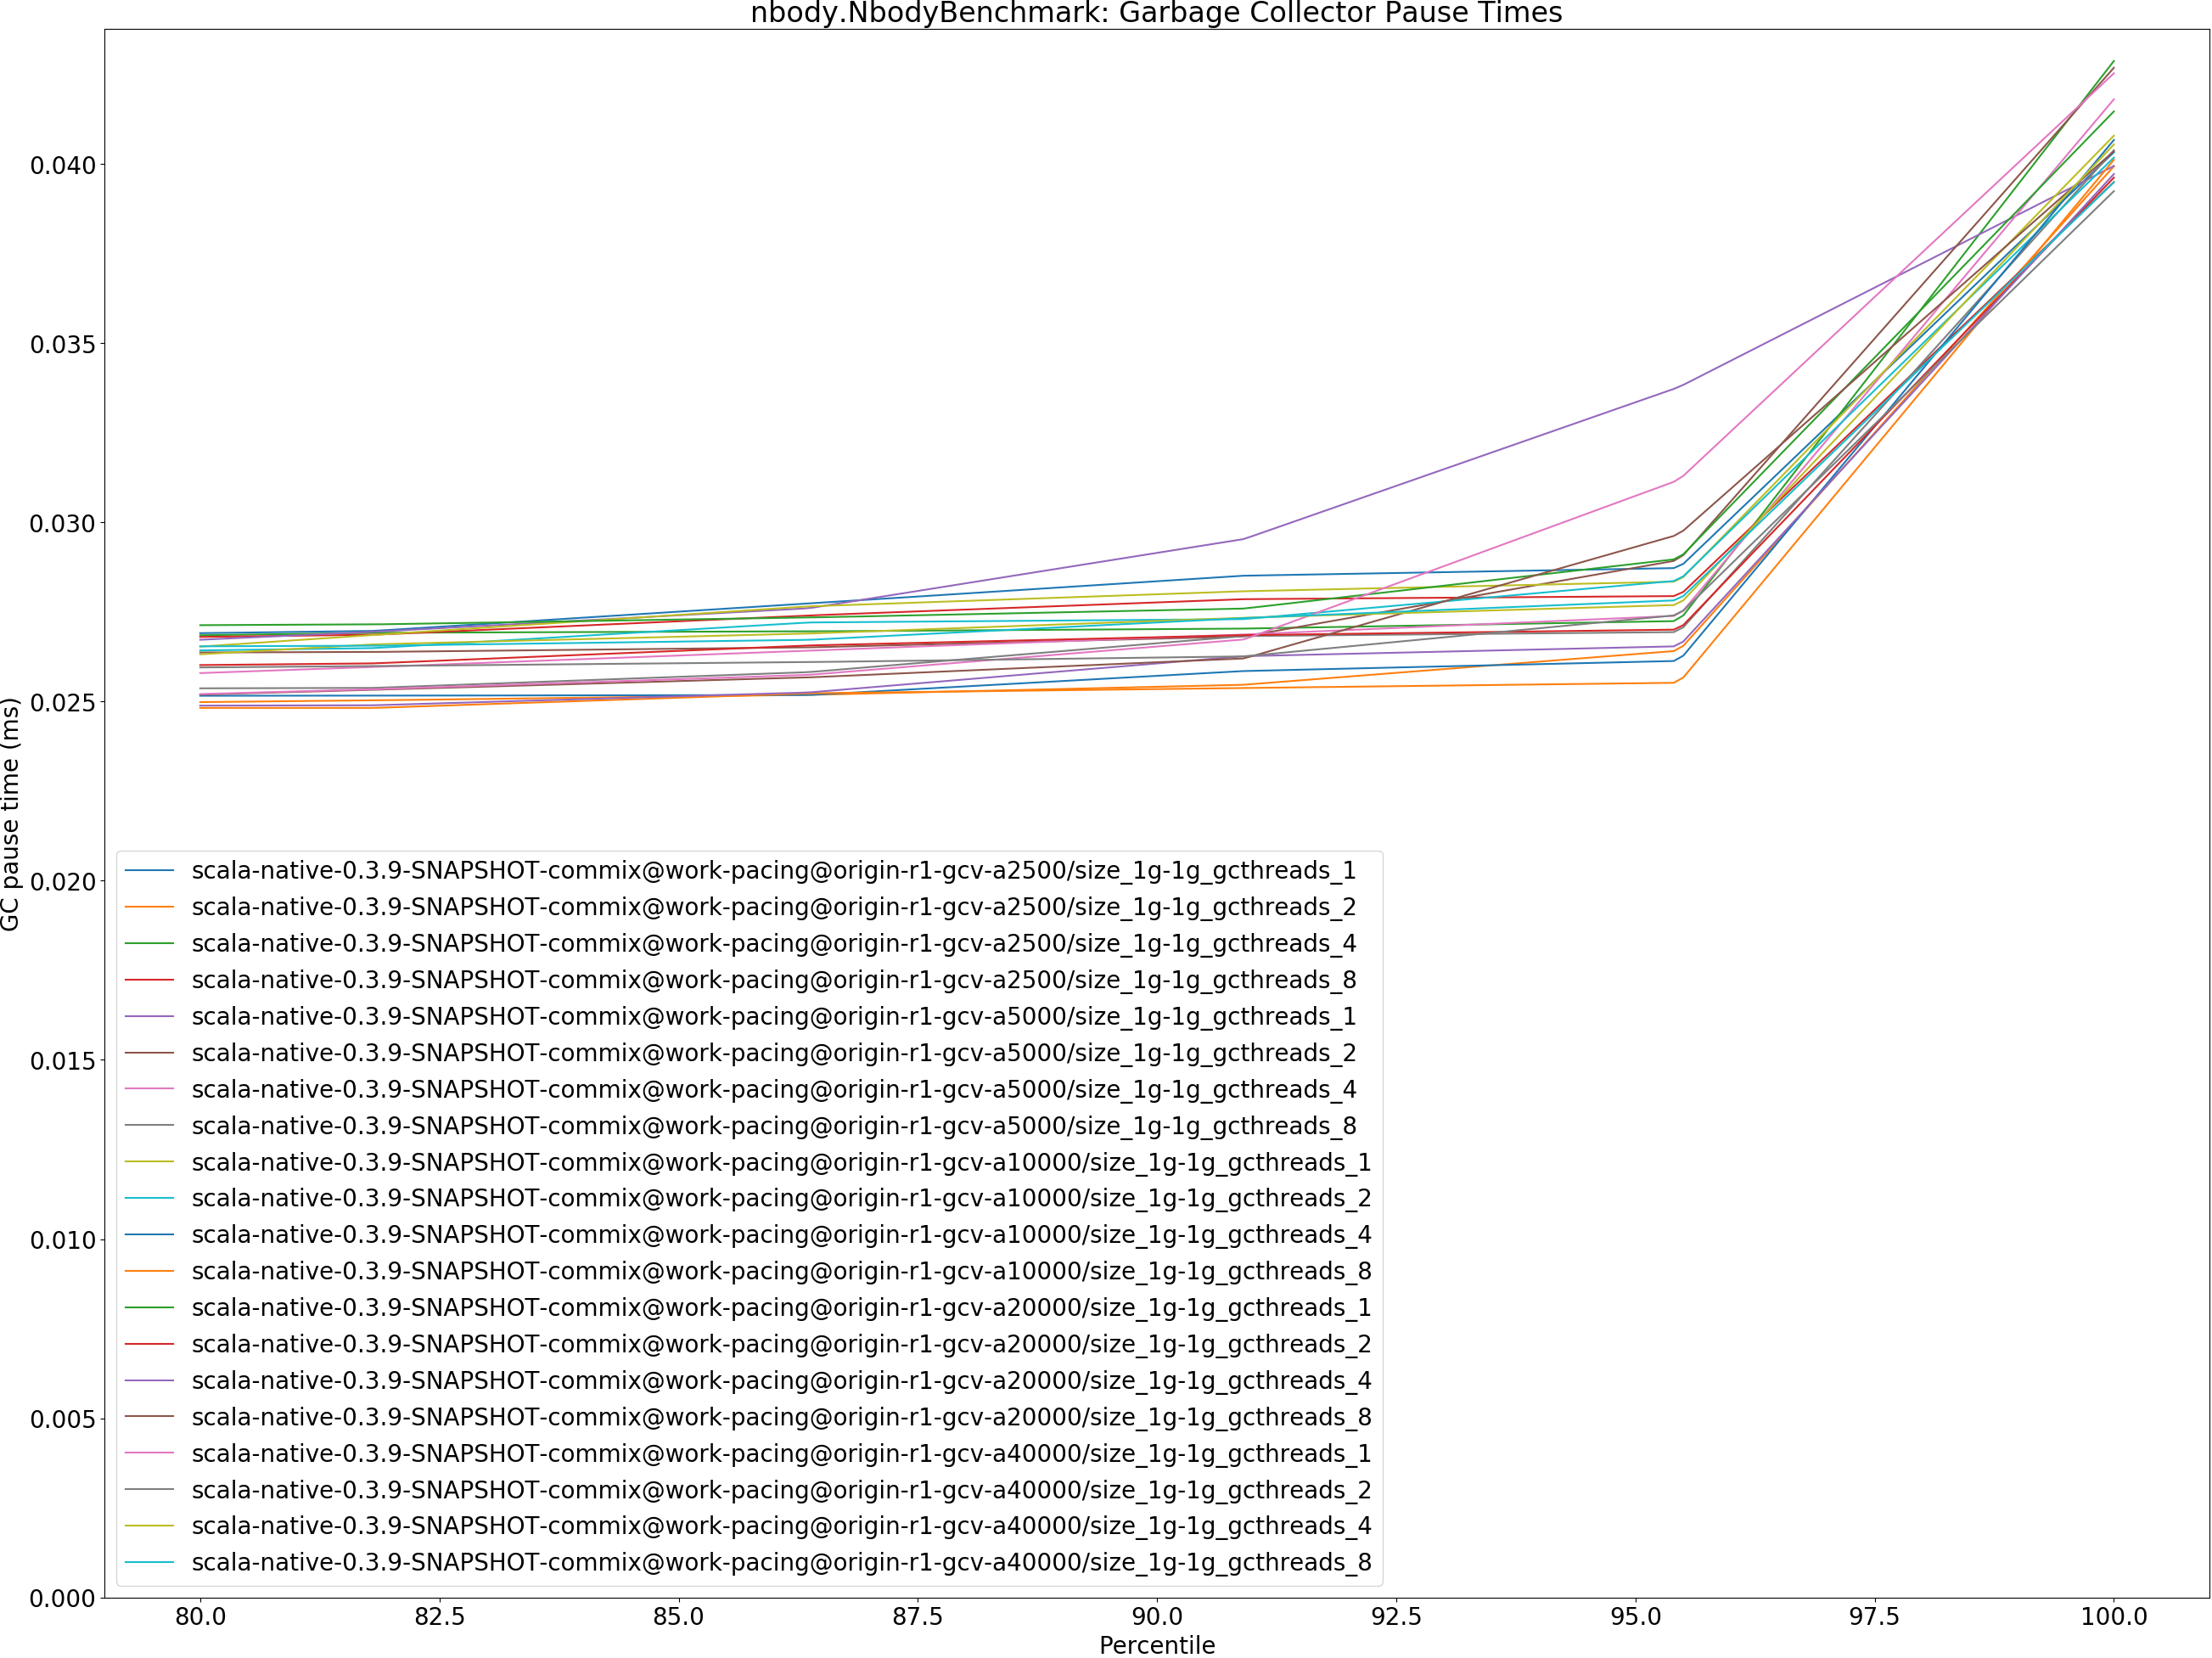 nbody.NbodyBenchmark: Garbage Collector Pause Times
GC pause time (ms)
0.040
0.035
0.030
0.025
0.020
0.015
0.010
0.005
0.000
scala-native-0.3.9-SNAPSHOT-commix@work-pacing@origin-r1-gcv-a2500/size_1g-1g_gcthreads_1
scala-native-0.3.9-SNAPSHOT-commix@work-pacing@origin-r1-gcv-a2500/size_1g-1g_gcthreads_2
scala-native-0.3.9-SNAPSHOT-commix@work-pacing@origin-r1-gcv-a2500/size_1g-1g_gcthreads_4
scala-native-0.3.9-SNAPSHOT-commix@work-pacing@origin-r1-gcv-a2500/size_1g-1g_gcthreads_8
scala-native-0.3.9-SNAPSHOT-commix@work-pacing@origin-r1-gcv-a5000/size_1g-1g_gcthreads_1
scala-native-0.3.9-SNAPSHOT-commix@work-pacing@origin-r1-gcv-a5000/size_1g-1g_gcthreads_2
scala-native-0.3.9-SNAPSHOT-commix@work-pacing@origin-r1-gcv-a5000/size_1g-1g_gcthreads_4
scala-native-0.3.9-SNAPSHOT-commix@work-pacing@origin-r1-gcv-a5000/size_1g-1g_gcthreads_8
scala-native-0.3.9-SNAPSHOT-commix@work-pacing@origin-r1-gcv-a10000/size_1g-1g_gcthreads_1
scala-native-0.3.9-SNAPSHOT-commix@work-pacing@origin-r1-gcv-a10000/size_1g-1g_gcthreads_2
scala-native-0.3.9-SNAPSHOT-commix@work-pacing@origin-r1-gcv-a10000/size_1g-1g_gcthreads_4
scala-native-0.3.9-SNAPSHOT-commix@work-pacing@origin-r1-gcv-a10000/size_1g-1g_gcthreads_8
scala-native-0.3.9-SNAPSHOT-commix@work-pacing@origin-r1-gcv-a20000/size_1g-1g_gcthreads_1
scala-native-0.3.9-SNAPSHOT-commix@work-pacing@origin-r1-gcv-a20000/size_1g-1g_gcthreads_2
scala-native-0.3.9-SNAPSHOT-commix@work-pacing@origin-r1-gcv-a20000/size_1g-1g_gcthreads_4
scala-native-0.3.9-SNAPSHOT-commix@work-pacing@origin-r1-gcv-a20000/size_1g-1g_gcthreads_8
scala-native-0.3.9-SNAPSHOT-commix@work-pacing@origin-r1-gcv-a40000/size_1g-1g_gcthreads_1
scala-native-0.3.9-SNAPSHOT-commix@work-pacing@origin-r1-gcv-a40000/size_1g-1g_gcthreads_2
scala-native-0.3.9-SNAPSHOT-commix@work-pacing@origin-r1-gcv-a40000/size_1g-1g_gcthreads_4
scala-native-0.3.9-SNAPSHOT-commix@work-pacing@origin-r1-gcv-a40000/size_1g-1g_gcthreads_8
80.0 82.5 85.0 87.5 90.0 92.5 95.0 97.5 100.0
Percentile